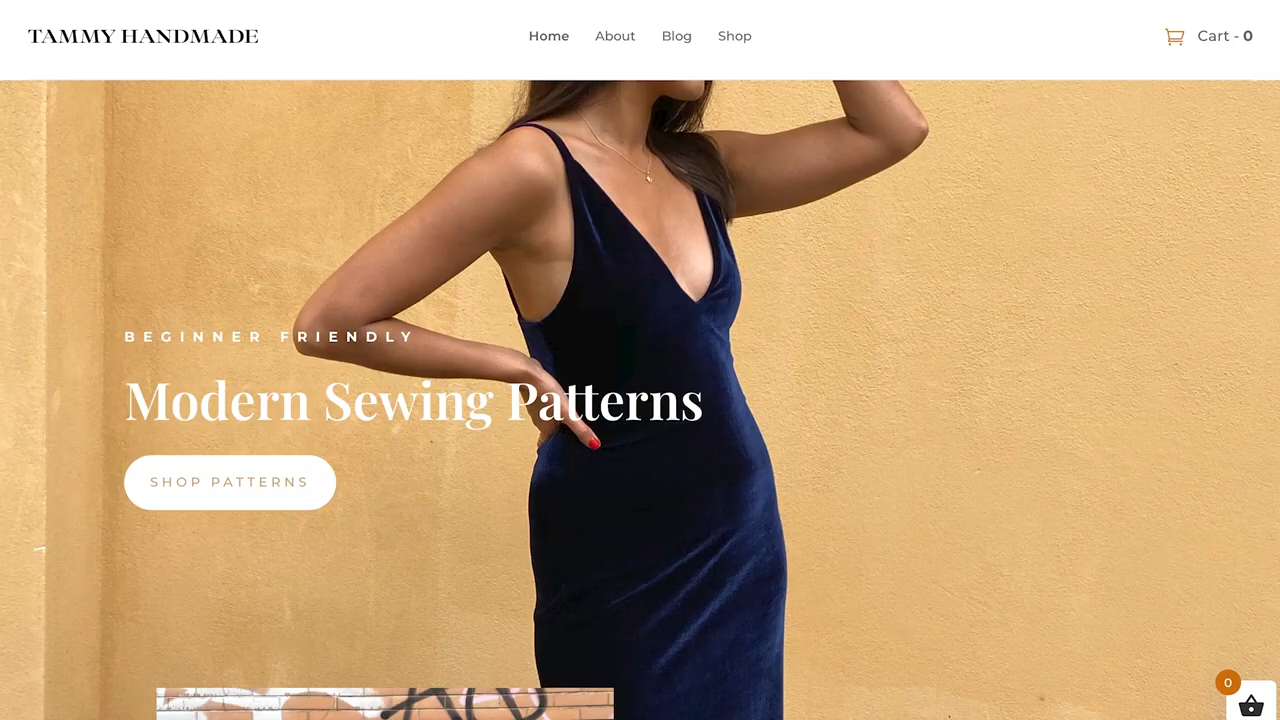 TAMMY HANDMADE
Home About Blog Shop
Cart - 0
BEGINNER FRIENDLY
Modern Sewing Patterns
SHOP PATTERNS
0